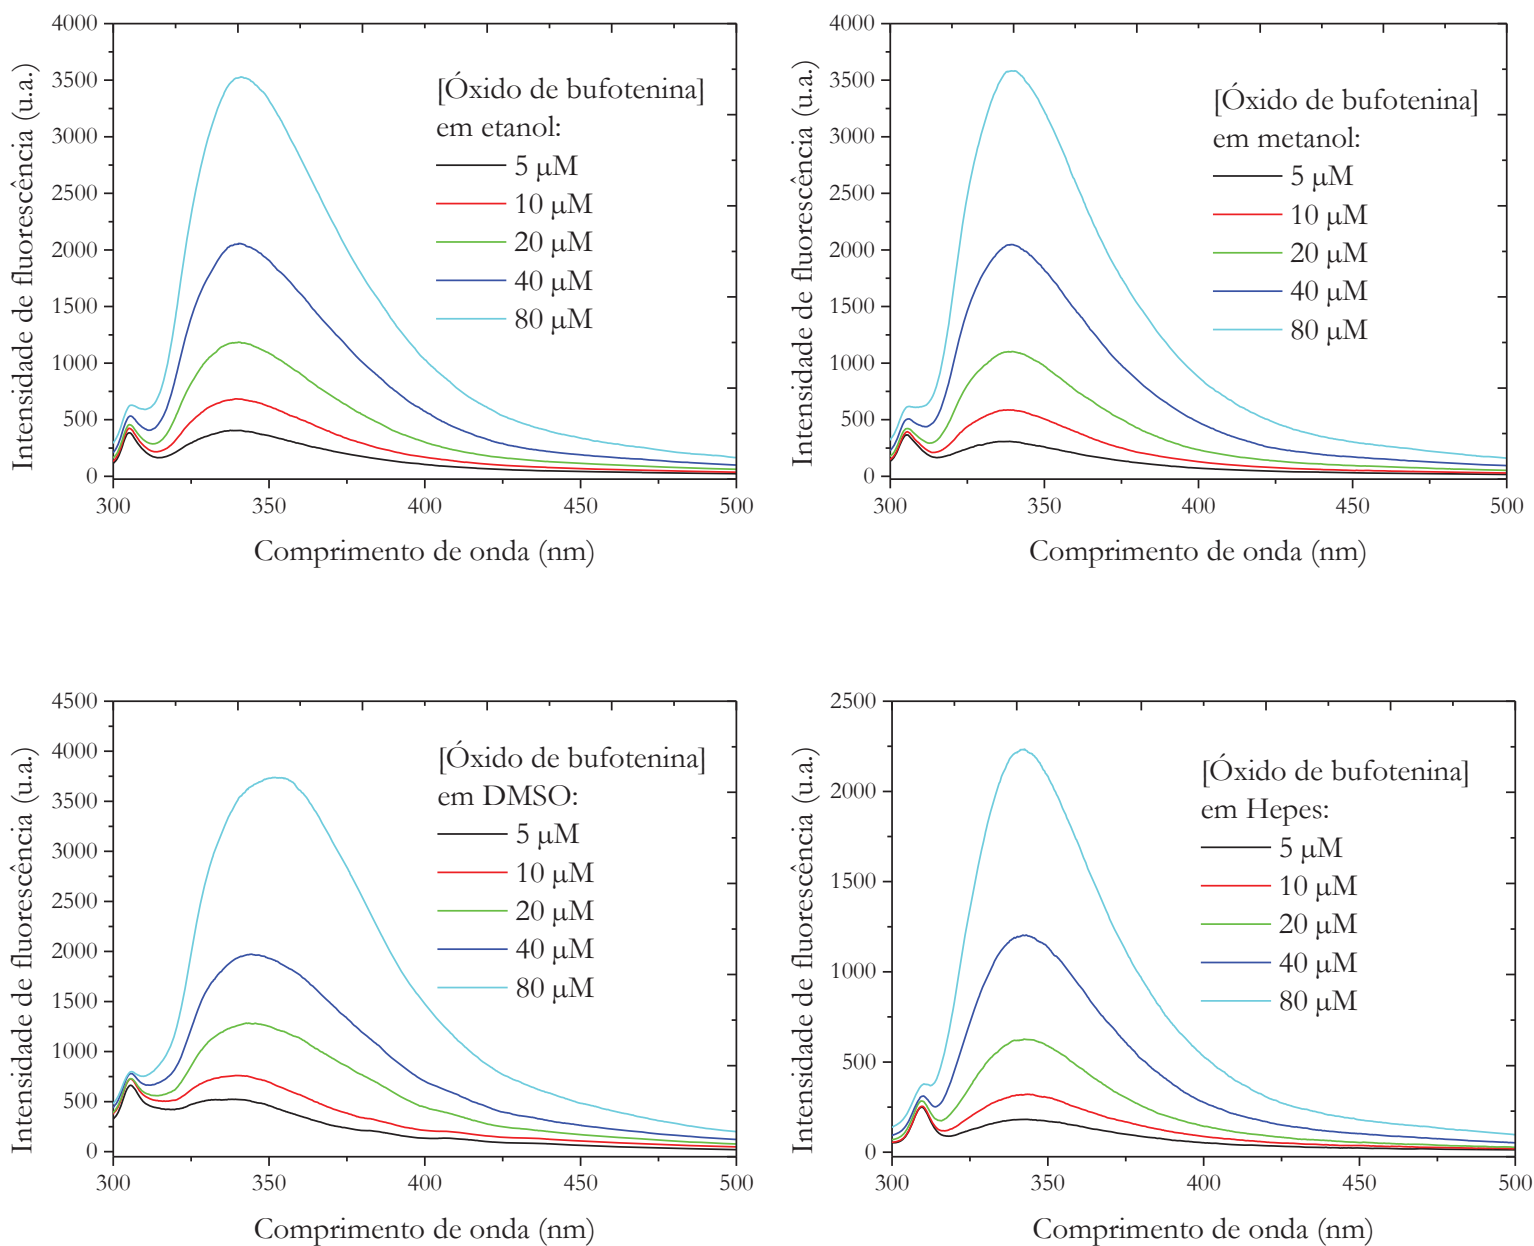 4000
3500
3000
2500
2000
1500
1000
500
0
Intensidade de fluorescência (u.a.)
[Óxido de bufotenina]
em etanol:
5 μM
10 μM
20 μM
40 μM
80 μM
300 350 400 450 500
Comprimento de onda (nm)
4000
3500
3000
2500
2000
1500
1000
500
0
Intensidade de fluorescência (u.a.)
[Óxido de bufotenina]
em metanol:
5 μM
10 μM
20 μM
40 μM
80 μM
300 350 400 450 500
Comprimento de onda (nm)
4500
4000
3500
3000
2500
2000
1500
1000
500
0
Intensidade de fluorescência (u.a.)
[Óxido de bufotenina]
em DMSO:
5 μM
10 μM
20 μM
40 μM
80 μM
300 350 400 450 500
Comprimento de onda (nm)
2500
2000
1500
1000
500
0
Intensidade de fluorescência (u.a.)
[Óxido de bufotenina]
em Hepes:
5 μM
10 μM
20 μM
40 μM
80 μM
300 350 400 450 500
Comprimento de onda (nm)